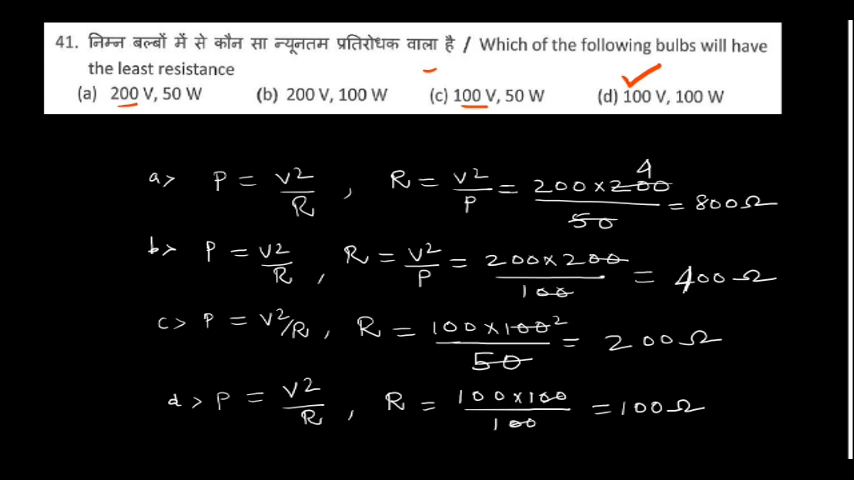 41. निम्न बल्बों में से कौन सा न्यूनतम प्रतिरोधक वाला है / Which of the following bulbs will have
the least resistance
(a) 200 V, 50 W (b) 200 V, 100 W (c) 100 V, 50 W (d) 100 V, 100 W
a> P = V²/R , R = V²/P = 200 × 200 4/50 = 800Ω
b> P = V²/R , R = V²/P = 200 × 200/100 = 400Ω
c> P = V²/R , R = 100 × 100 2/50 = 200Ω
d> P = V²/R , R = 100 × 100/100 = 100Ω